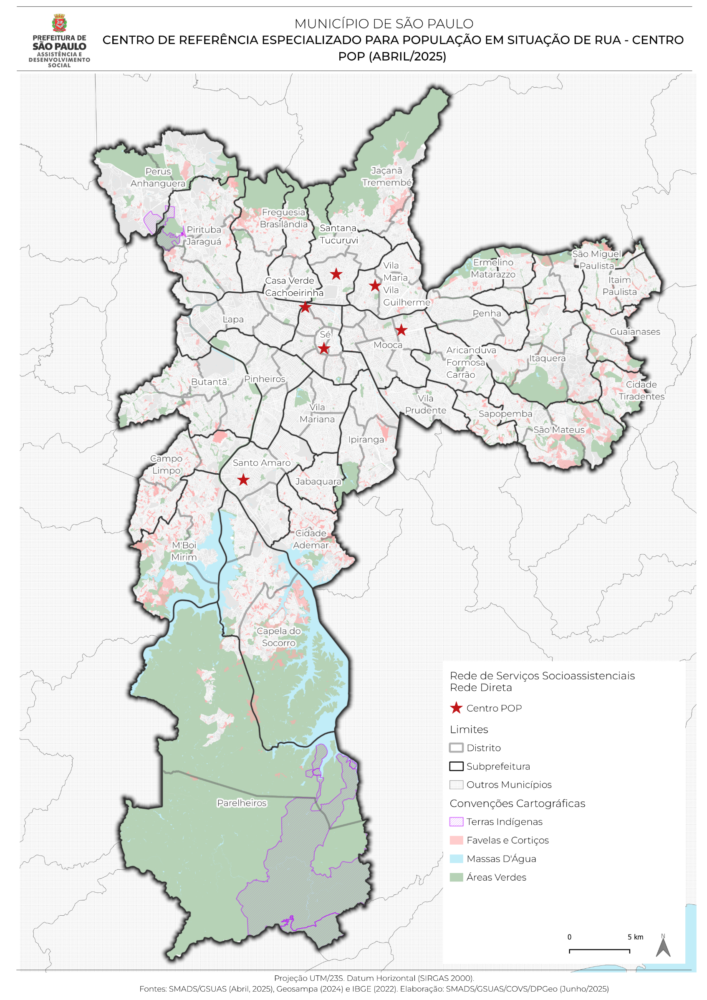 MUNICÍPIO DE SÃO PAULO
CENTRO DE REFERÊNCIA ESPECIALIZADO PARA POPULAÇÃO EM SITUAÇÃO DE RUA - CENTRO
POP (ABRIL/2025)
PREFEITURA DE
SÃO PAULO
ASSISTÊNCIA E
DESENVOLVIMENTO
SOCIAL
Perus
Anhanguera
Jaçanã
Tremembé
Freguesia
Brasilândia
Pirituba
Jaraguá
Santana
Tucuruvi
Casa Verde
Cachoeirinha
Vila
Maria
Vila
Guilherme
Ermelino
Matarazzo
São Miguel
Paulista
Itaim
Paulista
Lapa
Sé
Mooca
Penha
Guaianases
Aricanduva
Formosa
Carrão
Itaquera
Butantã
Pinheiros
Cidade
Tiradentes
Vila
Mariana
Vila
Prudente
Sapopemba
São Mateus
Ipiranga
Campo
Limpo
Santo Amaro
Jabaquara
M'Boi
Mirim
Cidade
Ademar
Capela do
Socorro
Parelheiros
Rede de Serviços Socioassistenciais
Rede Direta
Centro POP
Limites
Distrito
Subprefeitura
Outros Municípios
Convenções Cartográficas
Terras Indígenas
Favelas e Cortiços
Massas D'Água
Áreas Verdes
0 5 km
N
Projeção UTM/23S. Datum Horizontal (SIRGAS 2000).
Fontes: SMADS/GSUAS (Abril, 2025), Geosampa (2024) e IBGE (2022). Elaboração: SMADS/GSUAS/COVS/DPGeo (Junho/2025)